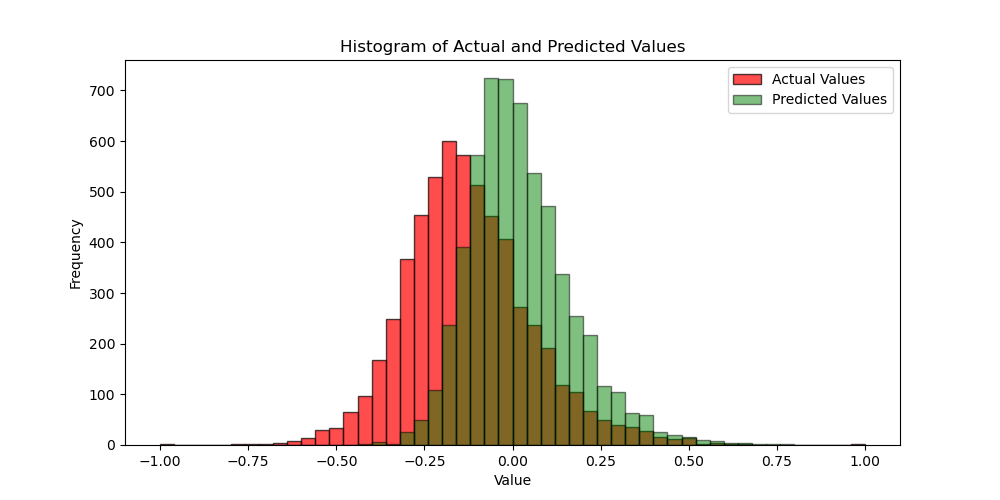 Histogram of Actual and Predicted Values
Actual Values
Predicted Values
Frequency
700
600
500
400
300
200
100
0
−1.00 −0.75 −0.50 −0.25 0.00 0.25 0.50 0.75 1.00
Value